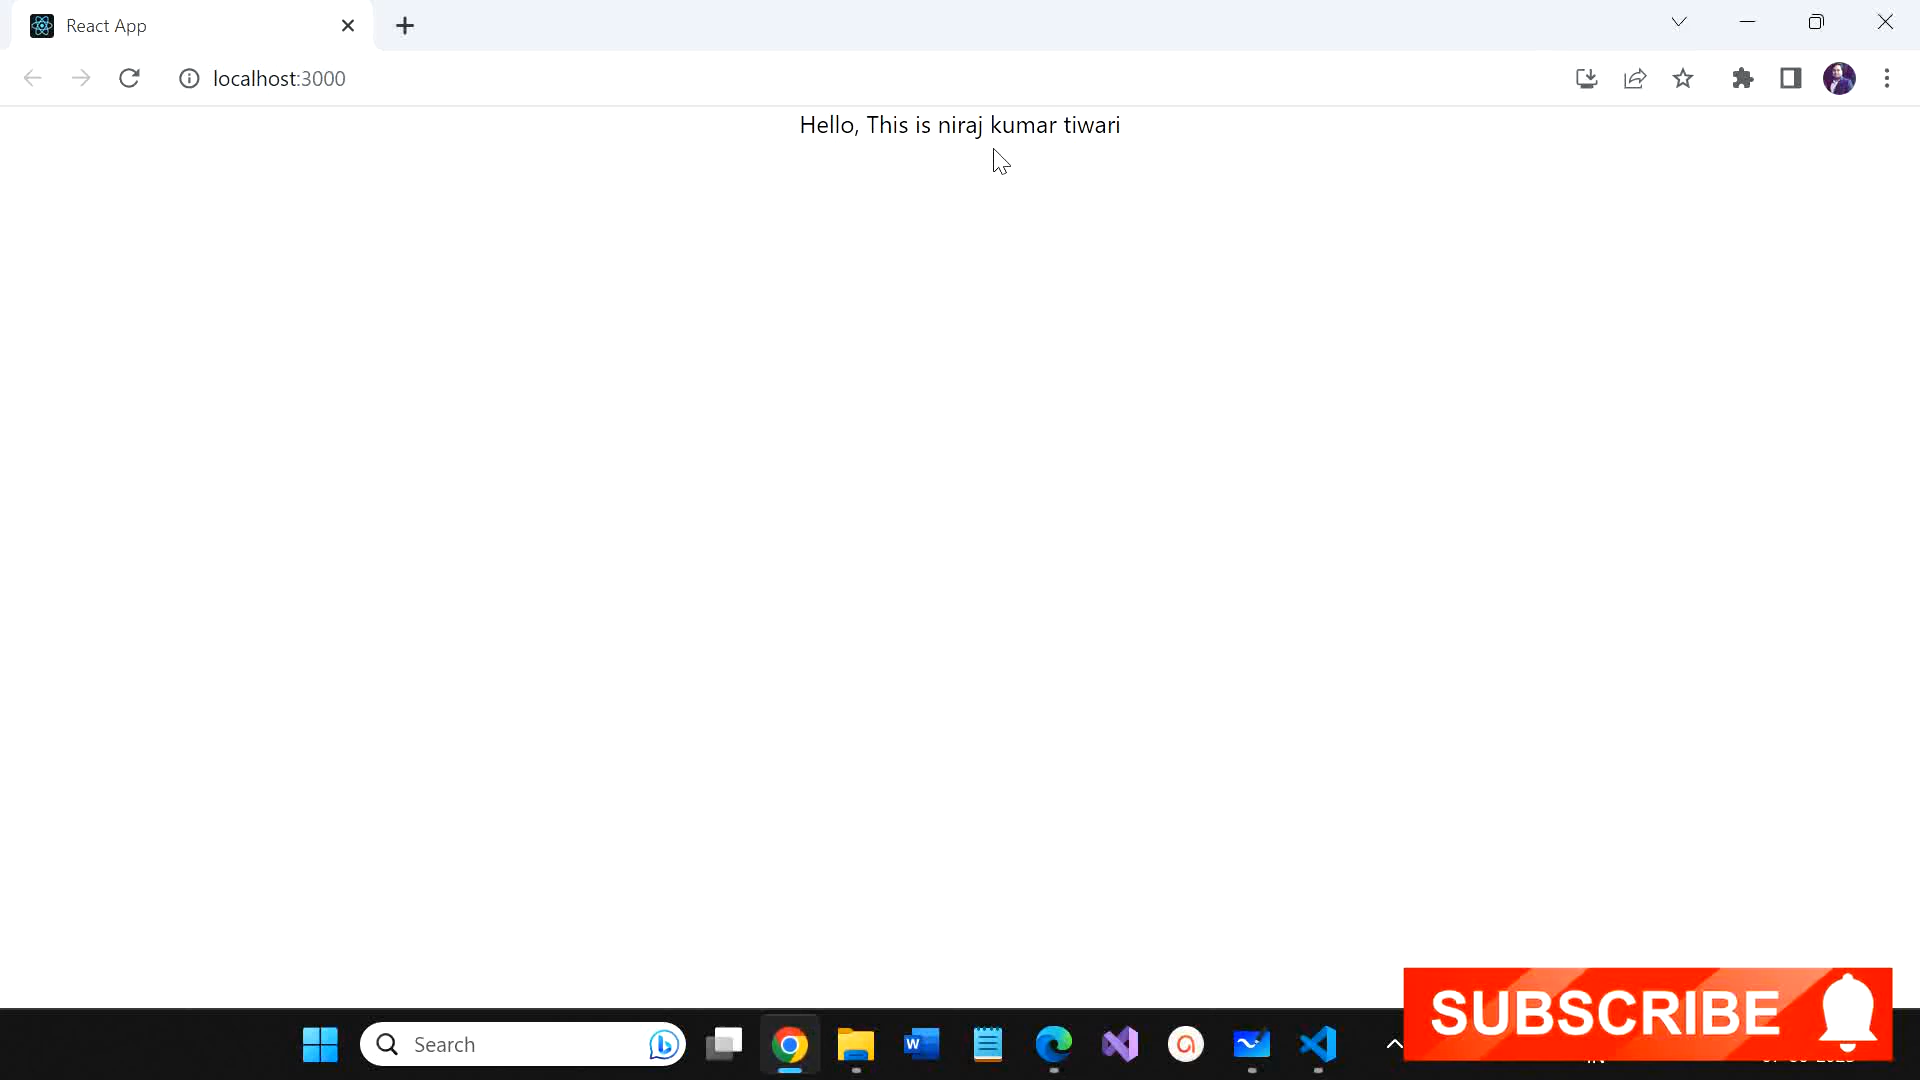 React App
localhost:3000
Hello, This is niraj kumar tiwari
Search
SUBSCRIBE